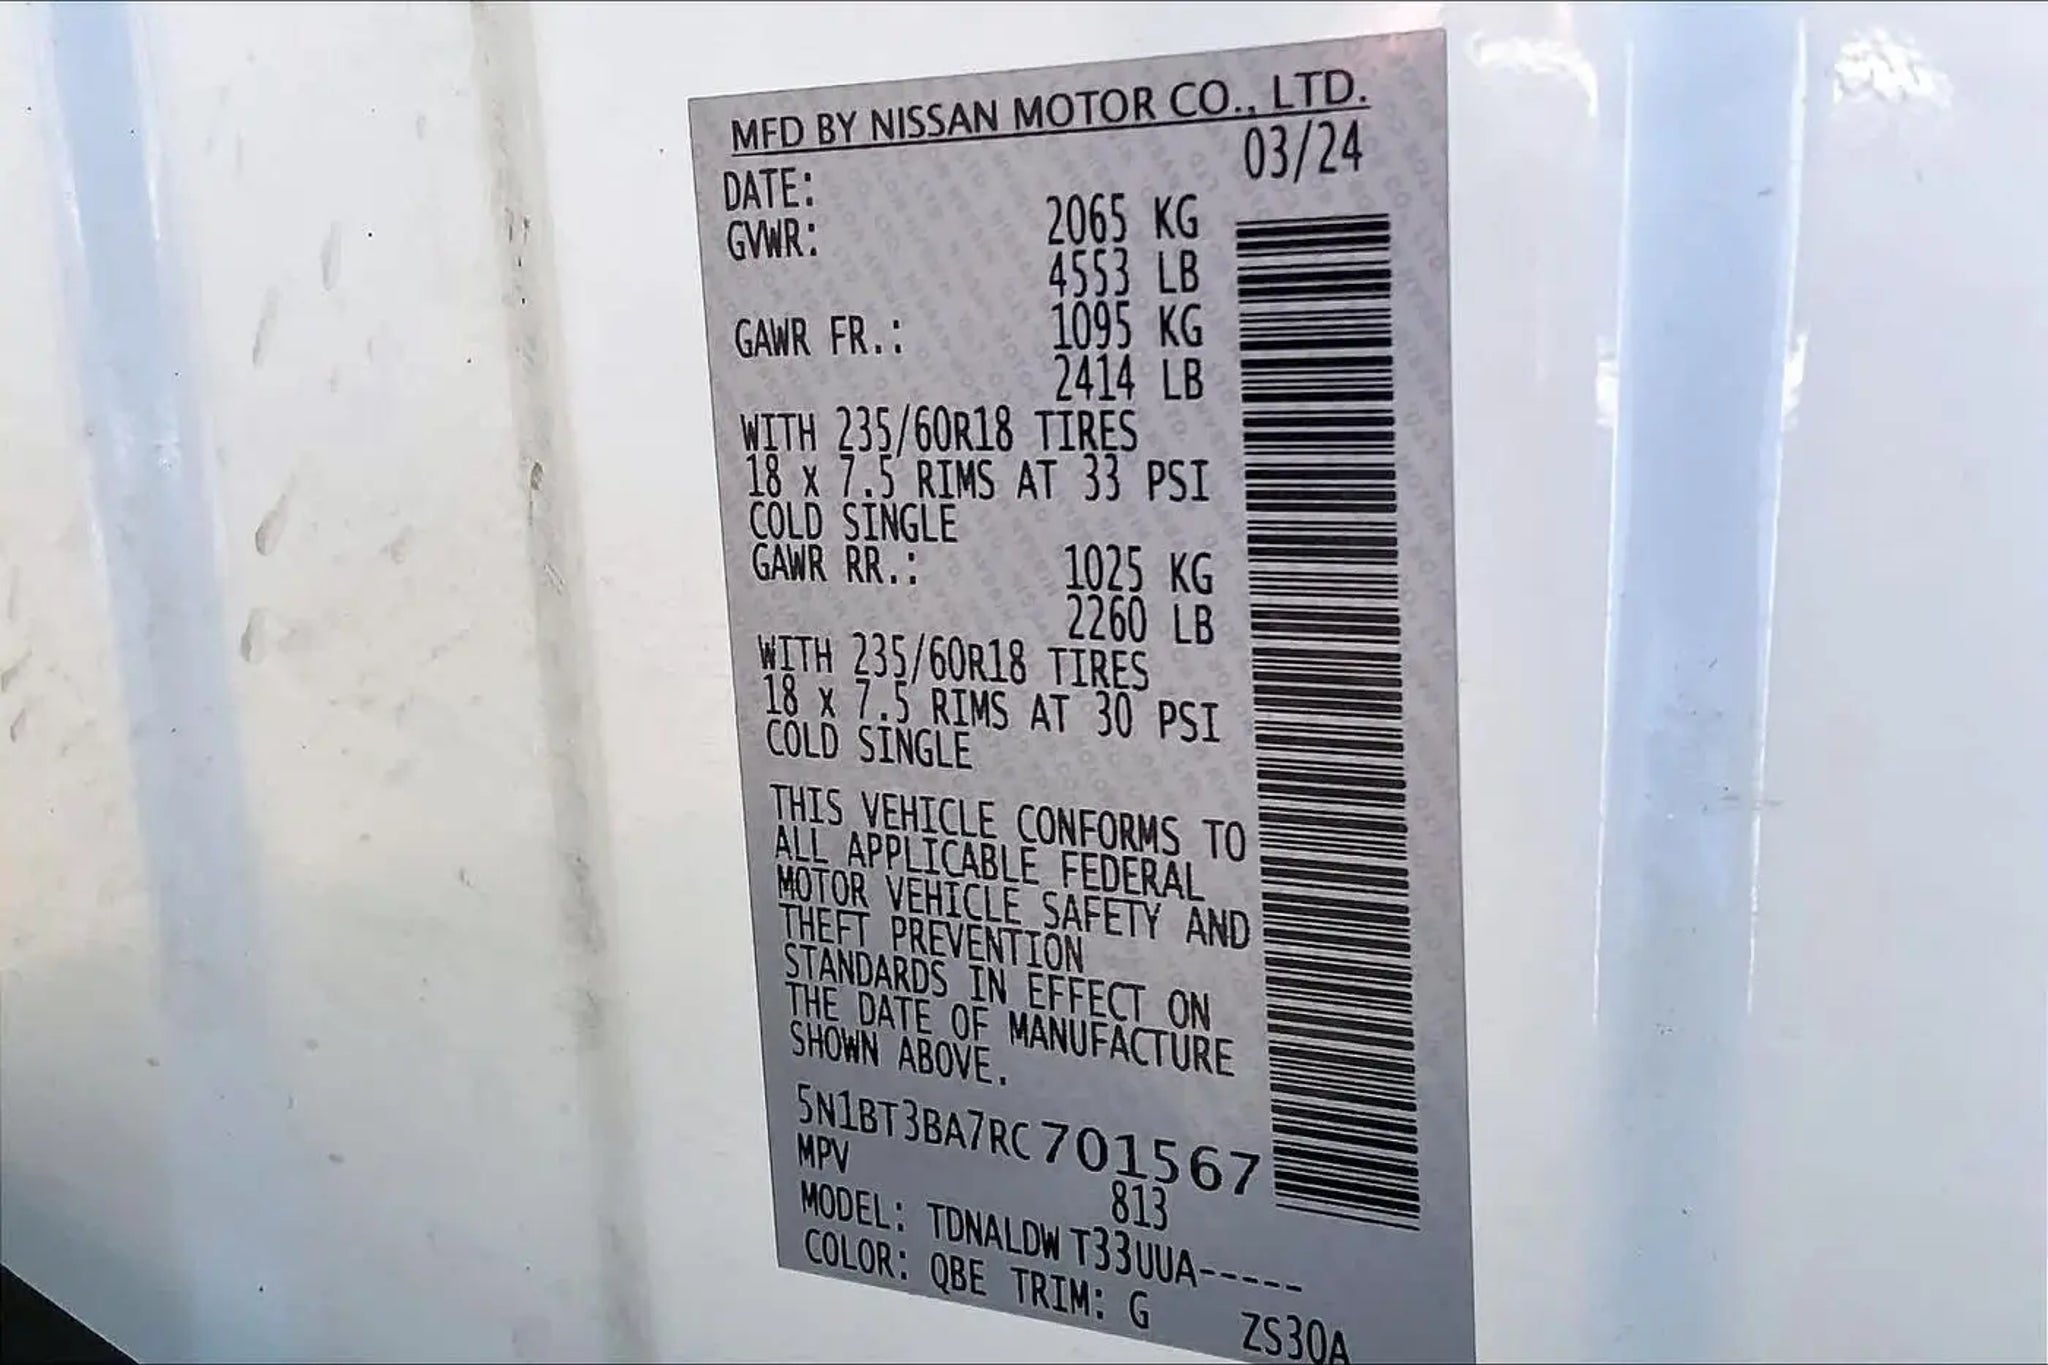 MFD BY NISSAN MOTOR CO., LTD.
DATE: 03/24
GVWR: 2065 KG
4553 LB
GAWR FR.: 1095 KG
2414 LB
WITH 235/60R18 TIRES
18 x 7.5 RIMS AT 33 PSI
COLD SINGLE
GAWR RR.: 1025 KG
2260 LB
WITH 235/60R18 TIRES
18 x 7.5 RIMS AT 30 PSI
COLD SINGLE
THIS VEHICLE CONFORMS TO
ALL APPLICABLE FEDERAL
MOTOR VEHICLE SAFETY AND
THEFT PREVENTION
STANDARDS IN EFFECT ON
THE DATE OF MANUFACTURE
SHOWN ABOVE.
5N1BT3BA7RC701567
MPV 813
MODEL: TDNALDW T33UUA-----
COLOR: QBE TRIM: G ZS30A